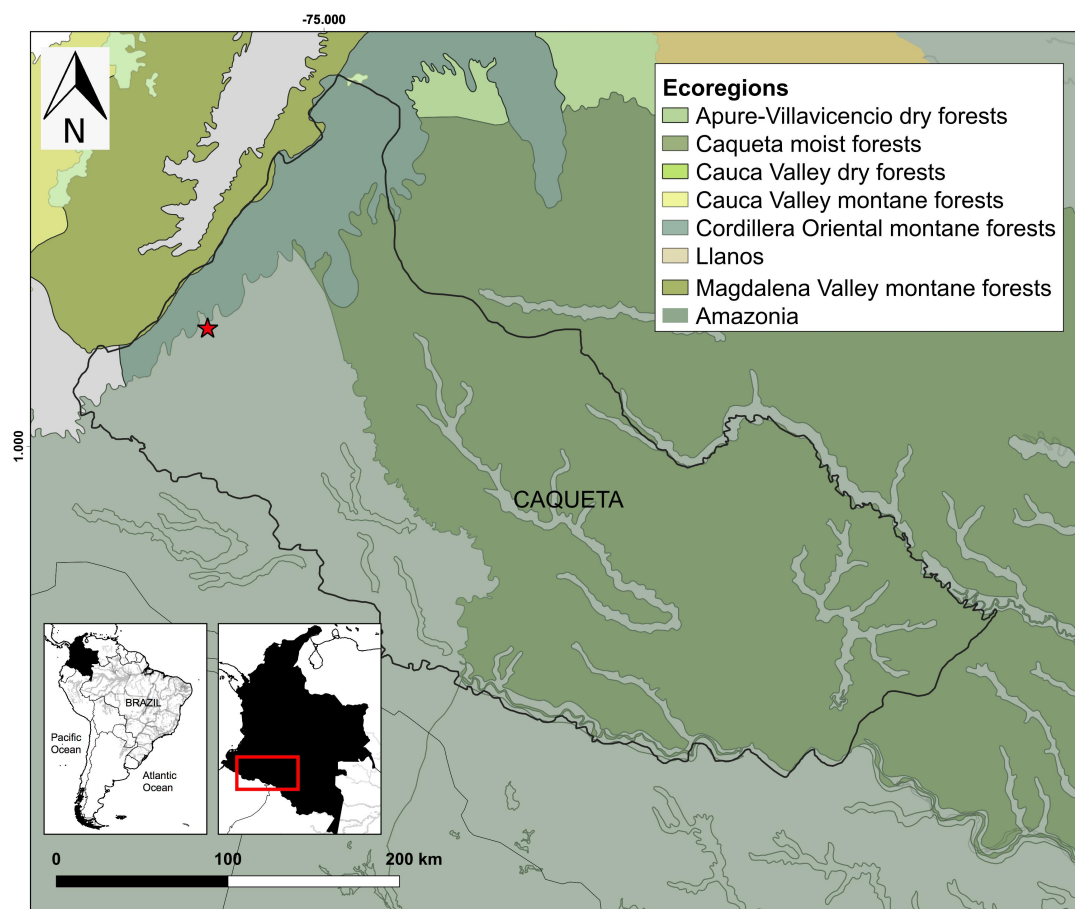 -75.000
N
Ecoregions
Apure-Villavicencio dry forests
Caqueta moist forests
Cauca Valley dry forests
Cauca Valley montane forests
Cordillera Oriental montane forests
Llanos
Magdalena Valley montane forests
Amazonia
1.000
CAQUETA
BRAZIL
Pacific
Ocean
Atlantic
Ocean
0
100
200 km